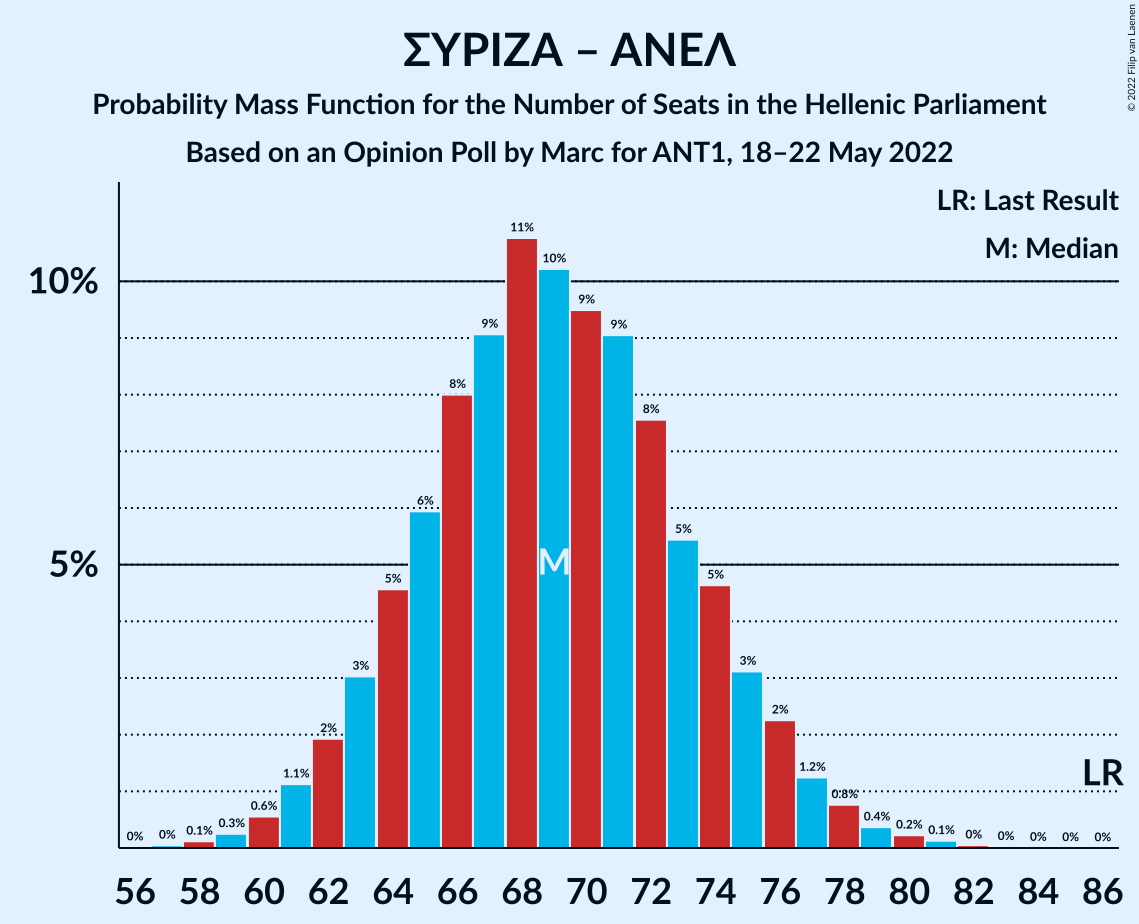 ΣΥΡΙΖΑ – ΑΝΕΛ
Probability Mass Function for the Number of Seats in the Hellenic Parliament
Based on an Opinion Poll by Marc for ANT1, 18–22 May 2022
© 2022 Filip van Laenen
LR: Last Result
M: Median
10%
5%
0% 0% 0.1% 0.3% 0.6% 1.1% 2% 3% 5% 6% 8% 9% 11% 10% 9% 9% 8% 5% 5% 3% 2% 1.2% 0.8% 0.4% 0.2% 0.1% 0% 0% 0% 0% 0%
M
LR
56 58 60 62 64 66 68 70 72 74 76 78 80 82 84 86